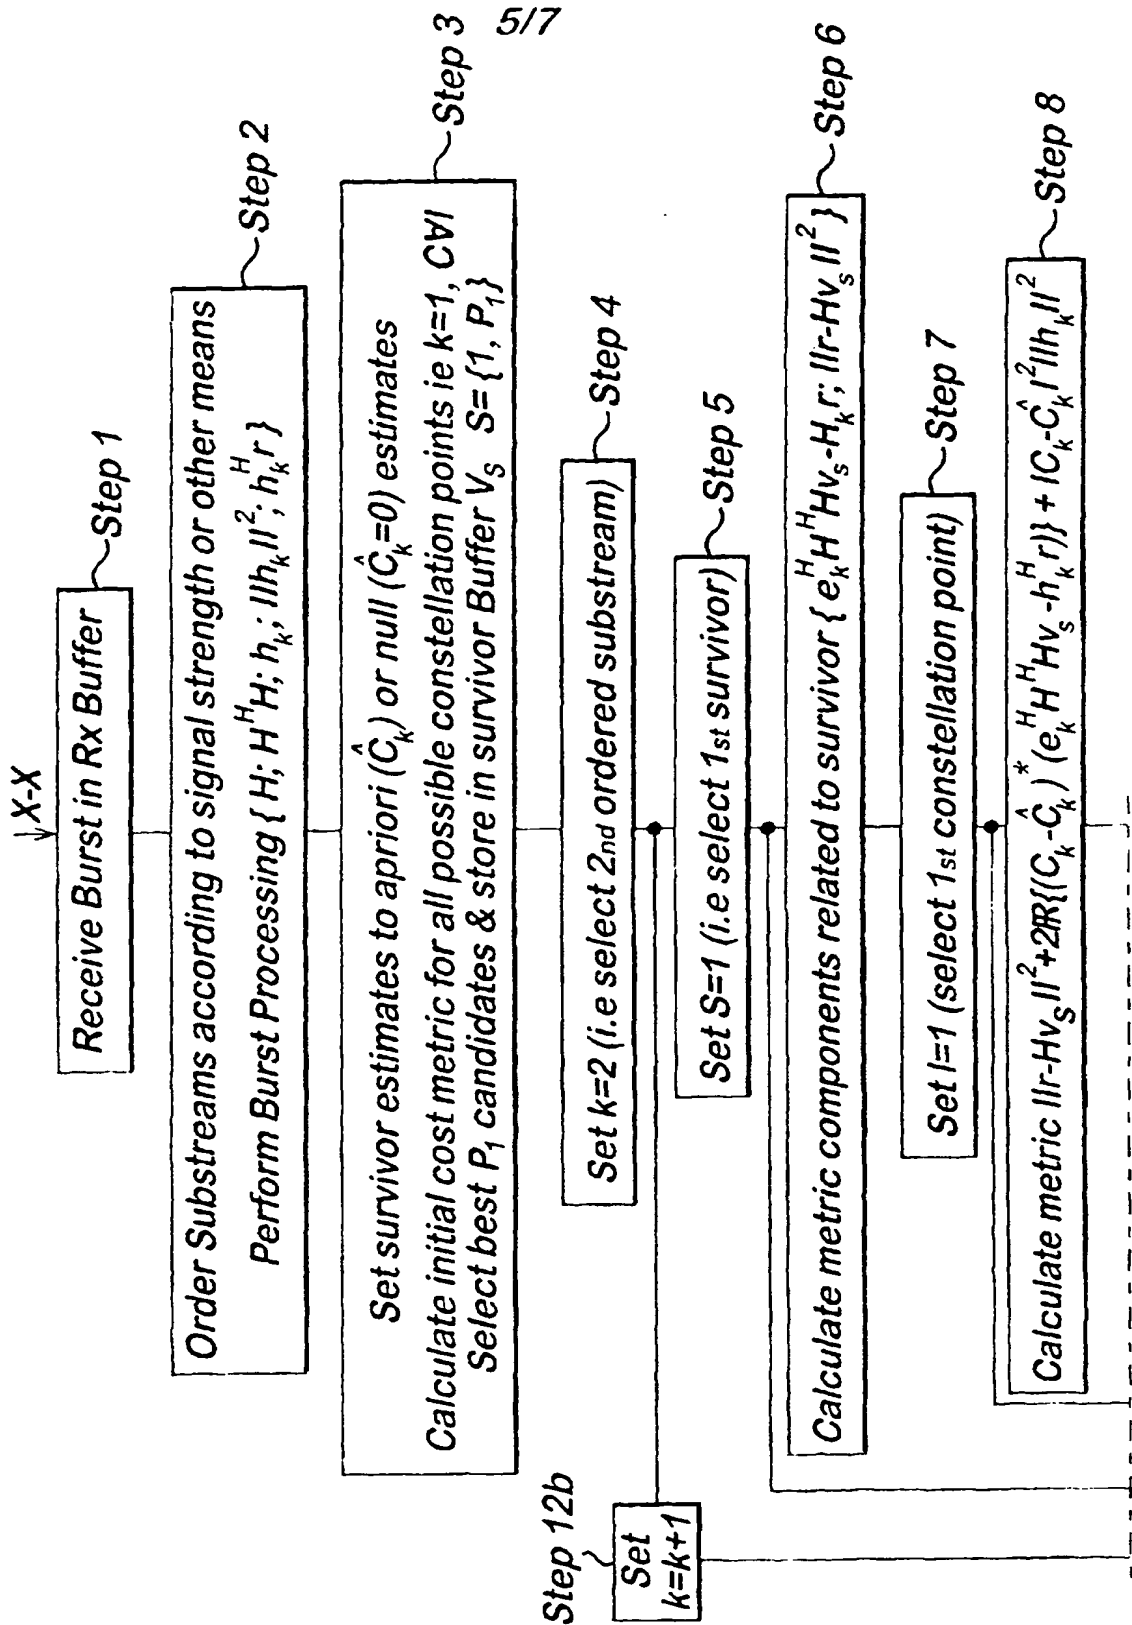 5/7
X-X
Receive Burst in Rx Buffer
Step 1
Order Substreams according to signal strength or other means
Perform Burst Processing { H; H^H H; h_k; ||h_k||^2; h_k^H r }
Step 2
Set survivor estimates to apriori (Ĉ_k) or null (Ĉ_k=0) estimates
Calculate initial cost metric for all possible constellation points ie k=1, C∀l
Select best P_1 candidates & store in survivor Buffer V_S S={1, P_1}
Step 3
Set k=2 (i.e select 2nd ordered substream)
Step 4
Set S=1 (i.e select 1st survivor)
Step 5
Calculate metric components related to survivor { e_k^H H^H Hv_s-H_k r; ||r-Hv_s||^2 }
Step 6
Set l=1 (select 1st constellation point)
Step 7
Calculate metric ||r-Hv_S||^2+2ℝ{(C_k-Ĉ_k)^* (e_k^H H^H Hv_s-h_k^H r)} + |C_k-Ĉ_k|^2||h_k||^2
Step 8
Step 12b
Set
k=k+1